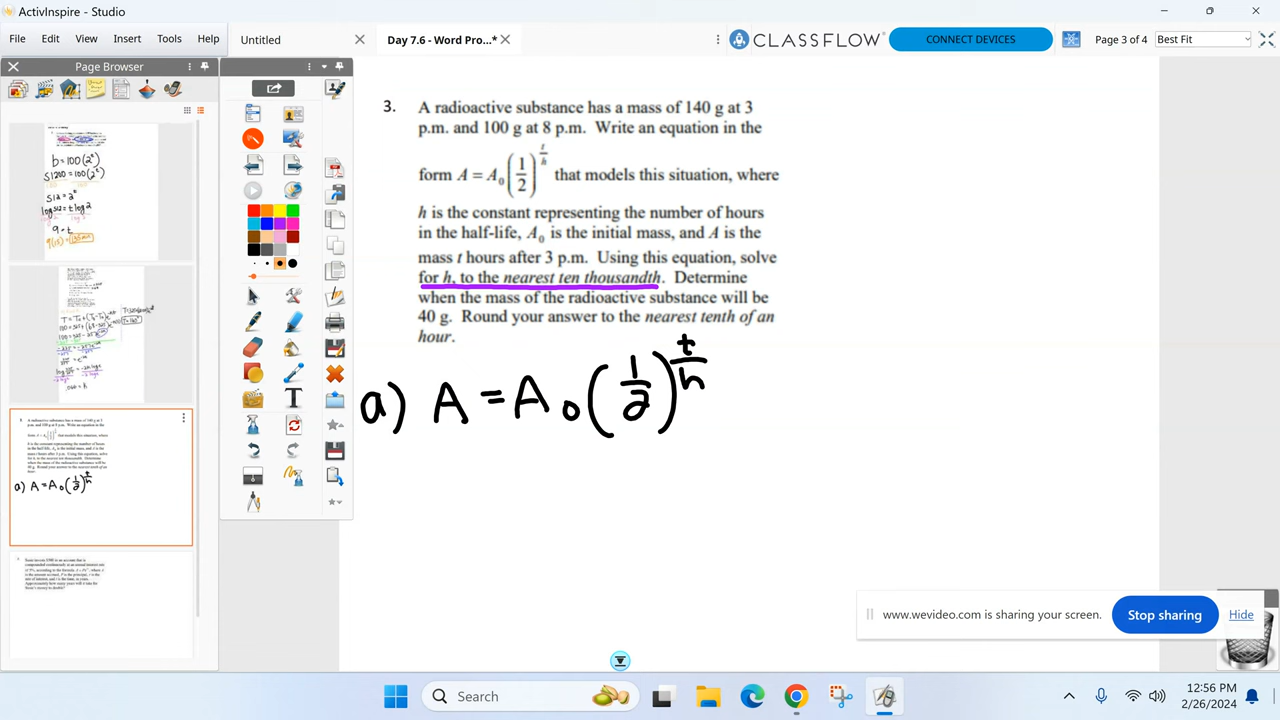 ActivInspire - Studio
File Edit View Insert Tools Help
Untitled
Day 7.6 - Word Pro...*
CLASSFLOW
CONNECT DEVICES
Page 3 of 4
Best Fit
Page Browser
3. A radioactive substance has a mass of 140 g at 3
p.m. and 100 g at 8 p.m. Write an equation in the
form A = A₀(1/2)^(t/h) that models this situation, where
h is the constant representing the number of hours
in the half-life, A₀ is the initial mass, and A is the
mass t hours after 3 p.m. Using this equation, solve
for h, to the nearest ten thousandth. Determine
when the mass of the radioactive substance will be
40 g. Round your answer to the nearest tenth of an
hour.
a) A = A₀(1/2)^(t/h)
www.wevideo.com is sharing your screen.
Stop sharing
Hide
Search
12:56 PM
2/26/2024